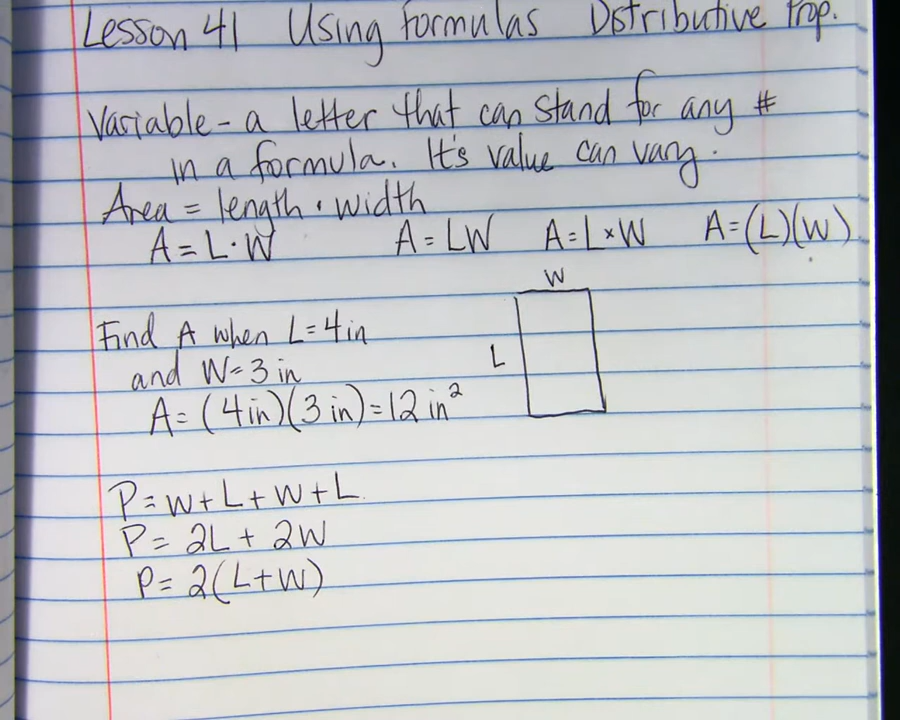 Lesson 41 Using Formulas Dstributive Prop.
Variable - a letter that can stand for any #
in a formula. It's value can vary.
Area = length · width
A = L · W A = LW A = L × W A = (L)(W)
W
Find A when L = 4 in
and W = 3 in
L
A = (4 in)(3 in) = 12 in²
P = W + L + W + L
P = 2L + 2W
P = 2(L + W)